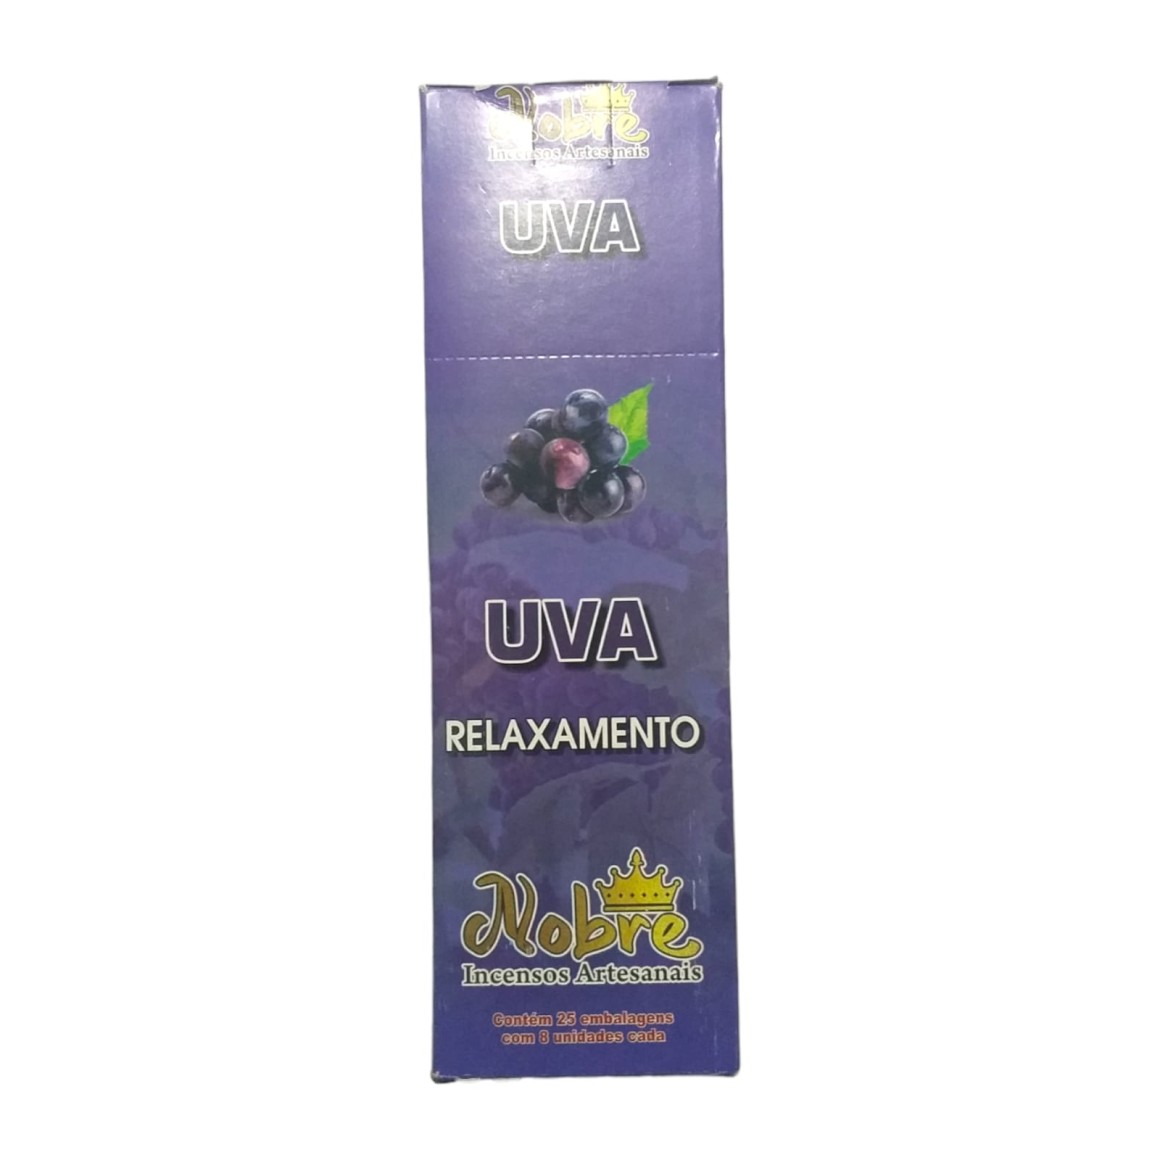 Nobre
Incensos Artesanais
UVA
UVA
RELAXAMENTO
Nobre
Incensos Artesanais
Contém 25 embalagens
com 8 unidades cada